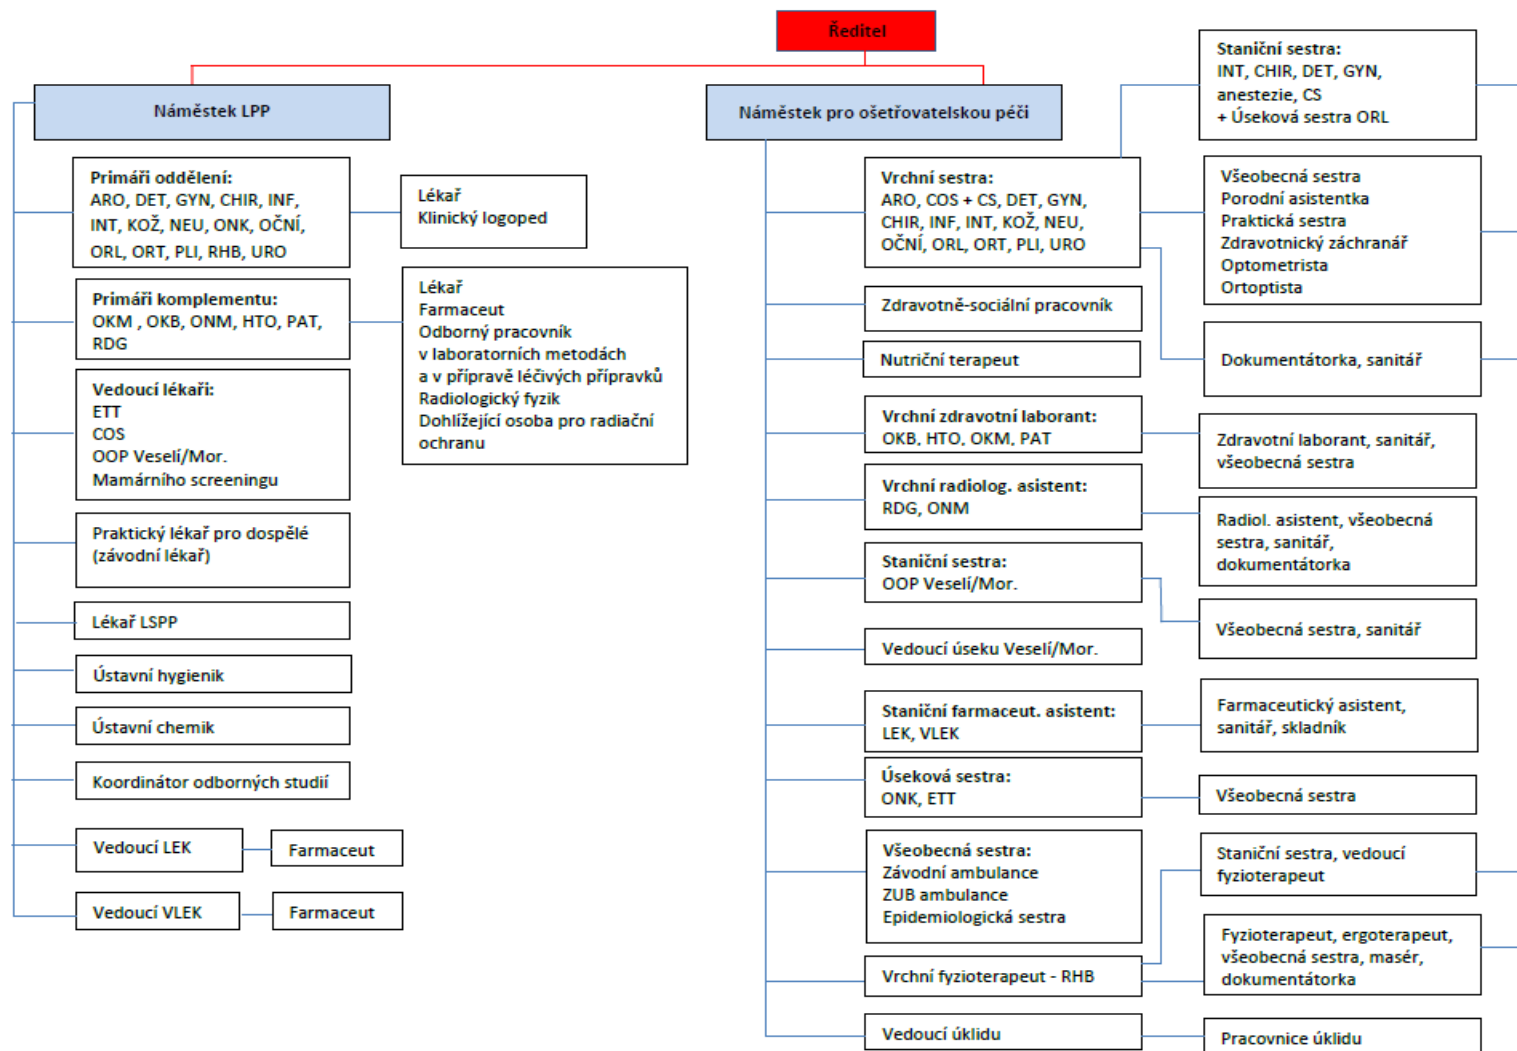 Ředitel
Náměstek LPP
Primáři oddělení:
ARO, DET, GYN, CHIR, INF,
INT, KOŽ, NEU, ONK, OČNÍ,
ORL, ORT, PLI, RHB, URO
Lékař
Klinický logoped
Primáři komplementu:
OKM , OKB, ONM, HTO, PAT,
RDG
Lékař
Farmaceut
Odborný pracovník
v laboratorních metodách
a v přípravě léčivých přípravků
Radiologický fyzik
Dohlížející osoba pro radiační
ochranu
Vedoucí lékaři:
ETT
COS
OOP Veselí/Mor.
Mamárního screeningu
Praktický lékař pro dospělé
(závodní lékař)
Lékař LSPP
Ústavní hygienik
Ústavní chemik
Koordinátor odborných studií
Vedoucí LEK
Farmaceut
Vedoucí VLEK
Farmaceut
Náměstek pro ošetřovatelskou péči
Vrchní sestra:
ARO, COS + CS, DET, GYN,
CHIR, INF, INT, KOŽ, NEU,
OČNÍ, ORL, ORT, PLI, URO
Staniční sestra:
INT, CHIR, DET, GYN,
anestezie, CS
+ Úseková sestra ORL
Všeobecná sestra
Porodní asistentka
Praktická sestra
Zdravotnický záchranář
Optometrista
Ortoptista
Dokumentátorka, sanitář
Zdravotně-sociální pracovník
Nutriční terapeut
Vrchní zdravotní laborant:
OKB, HTO, OKM, PAT
Zdravotní laborant, sanitář,
všeobecná sestra
Vrchní radiolog. asistent:
RDG, ONM
Radiol. asistent, všeobecná
sestra, sanitář,
dokumentátorka
Staniční sestra:
OOP Veselí/Mor.
Všeobecná sestra, sanitář
Vedoucí úseku Veselí/Mor.
Staniční farmaceut. asistent:
LEK, VLEK
Farmaceutický asistent,
sanitář, skladník
Úseková sestra:
ONK, ETT
Všeobecná sestra
Všeobecná sestra:
Závodní ambulance
ZUB ambulance
Epidemiologická sestra
Vrchní fyzioterapeut - RHB
Staniční sestra, vedoucí
fyzioterapeut
Fyzioterapeut, ergoterapeut,
všeobecná sestra, masér,
dokumentátorka
Vedoucí úklidu
Pracovnice úklidu